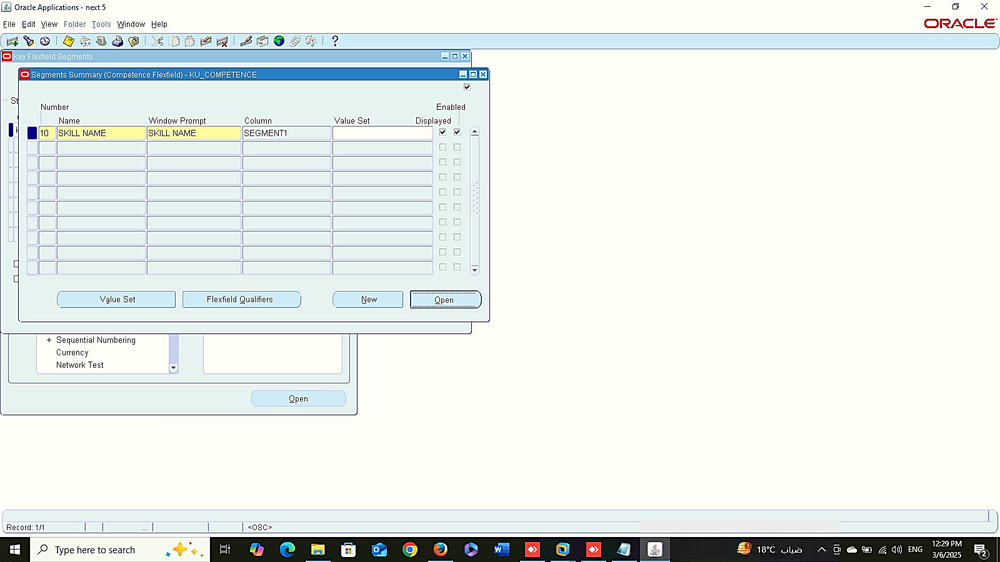 Oracle Applications - next 5
File Edit View Folder Tools Window Help
ORACLE
Key Flexfield Segments
Segments Summary (Competence Flexfield) - KU_COMPETENCE
St
Number
Enabled
Name Window Prompt Column Value Set Displayed
10 SKILL NAME SKILL NAME SEGMENT1
Value Set Flexfield Qualifiers New Open
+ Sequential Numbering
Currency
Network Test
Open
Record: 1/1 ... <OSC>
Type here to search
18°C ضباب
ENG
12:29 PM
3/6/2025
2